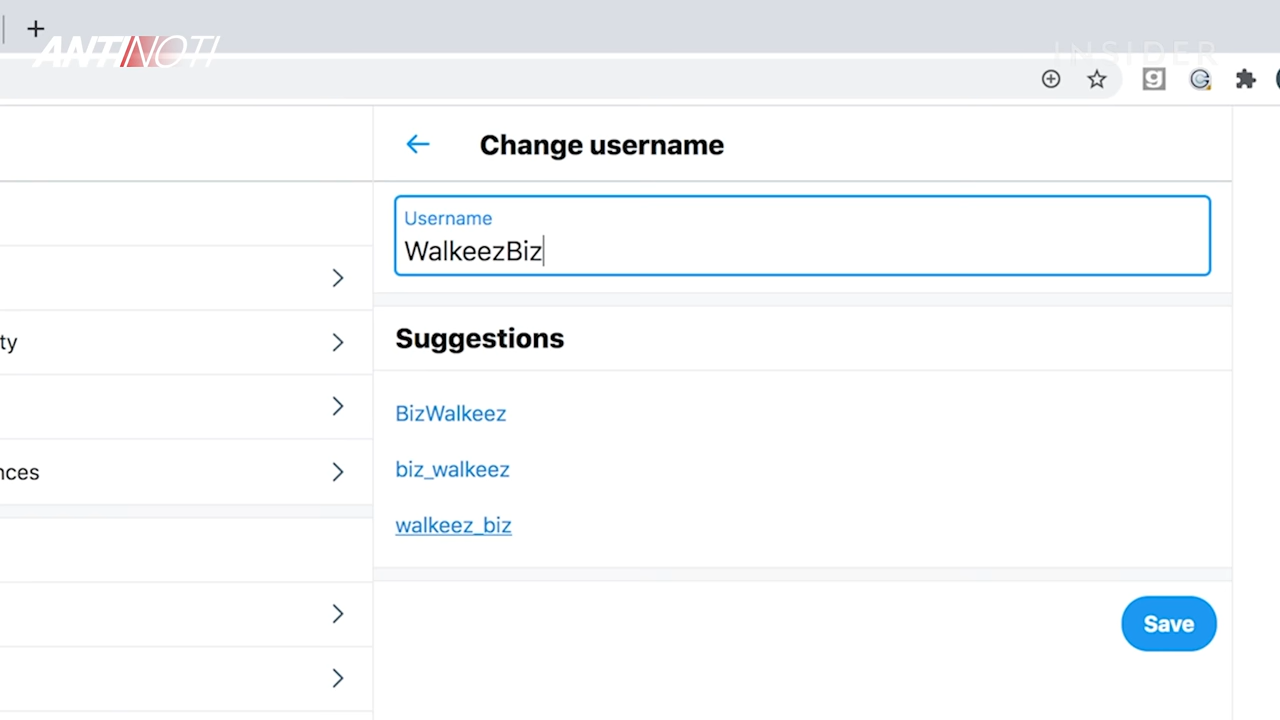 ANTINOTI
INSIDER
Change username
Username
WalkeezBiz
ty
nces
Suggestions
BizWalkeez
biz_walkeez
walkeez_biz
Save